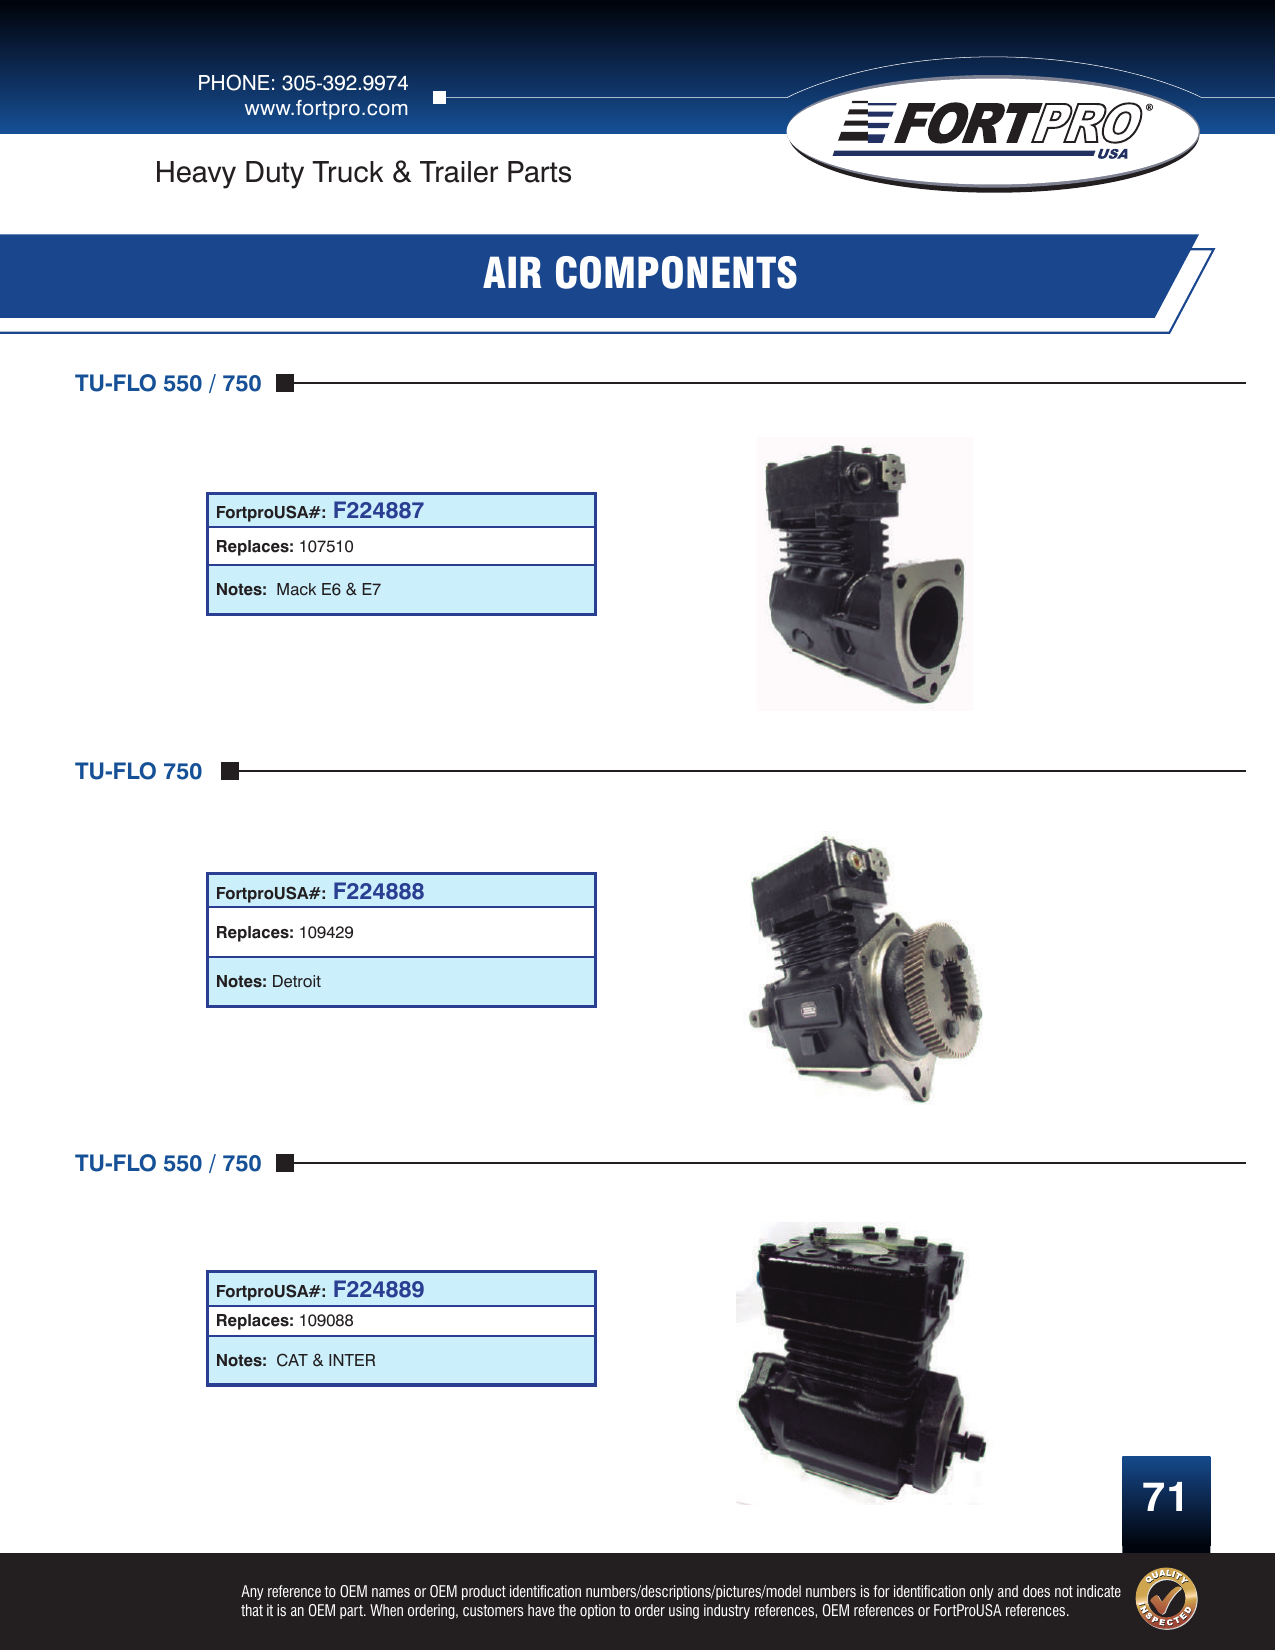 PHONE: 305-392.9974
www.fortpro.com
FORTPRO®
USA
Heavy Duty Truck & Trailer Parts
AIR COMPONENTS
TU-FLO 550 / 750
FortproUSA#: F224887
Replaces: 107510
Notes: Mack E6 & E7
TU-FLO 750
FortproUSA#: F224888
Replaces: 109429
Notes: Detroit
TU-FLO 550 / 750
FortproUSA#: F224889
Replaces: 109088
Notes: CAT & INTER
71
Any reference to OEM names or OEM product identification numbers/descriptions/pictures/model numbers is for identification only and does not indicate
that it is an OEM part. When ordering, customers have the option to order using industry references, OEM references or FortProUSA references.
QUALITY
INSPECTED